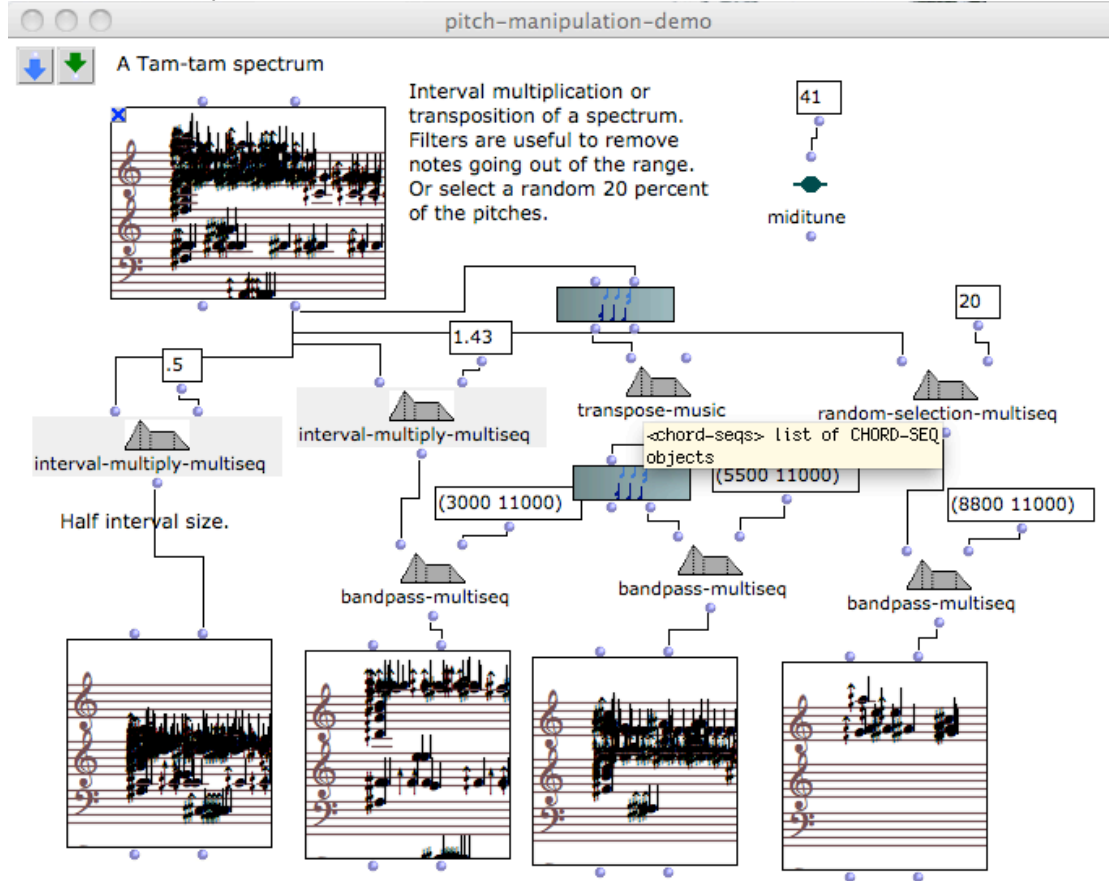 pitch-manipulation-demo
A Tam-tam spectrum
Interval multiplication or
transposition of a spectrum.
Filters are useful to remove
notes going out of the range.
Or select a random 20 percent
of the pitches.
41
miditune
20
1.43
.5
transpose-music
random-selection-multiseq
interval-multiply-multiseq
interval-multiply-multiseq
<chord-seqs> list of CHORD-SEQ
objects
(3000 11000)
(5500 11000)
(8800 11000)
Half interval size.
bandpass-multiseq
bandpass-multiseq
bandpass-multiseq